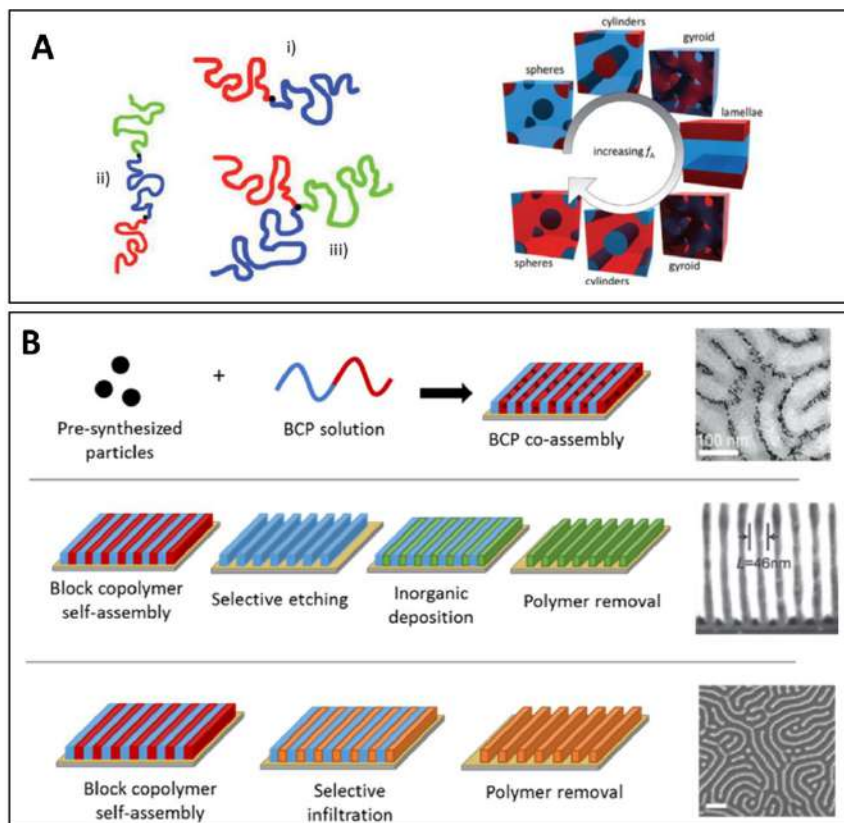 A
i)
ii)
iii)
cylinders
spheres
gyroid
lamellae
increasing fA
spheres
cylinders
gyroid
B
+
Pre-synthesized
particles
BCP solution
BCP co-assembly
100 nm
Block copolymer
self-assembly
Selective etching
Inorganic
deposition
Polymer removal
L=46nm
Block copolymer
self-assembly
Selective
infiltration
Polymer removal